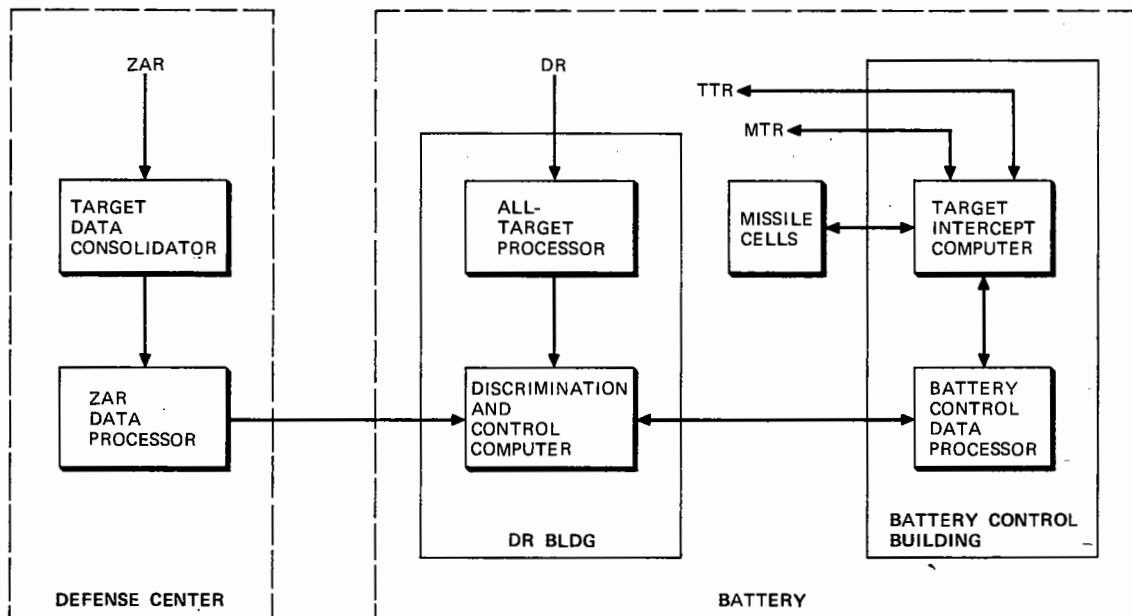 ZAR
TARGET
DATA
CONSOLIDATOR
ZAR
DATA
PROCESSOR
DEFENSE CENTER
DR
ALL-
TARGET
PROCESSOR
DISCRIMINATION
AND
CONTROL
COMPUTER
DR BLDG
TTR
MTR
MISSILE
CELLS
TARGET
INTERCEPT
COMPUTER
BATTERY
CONTROL
DATA
PROCESSOR
BATTERY CONTROL
BUILDING
BATTERY